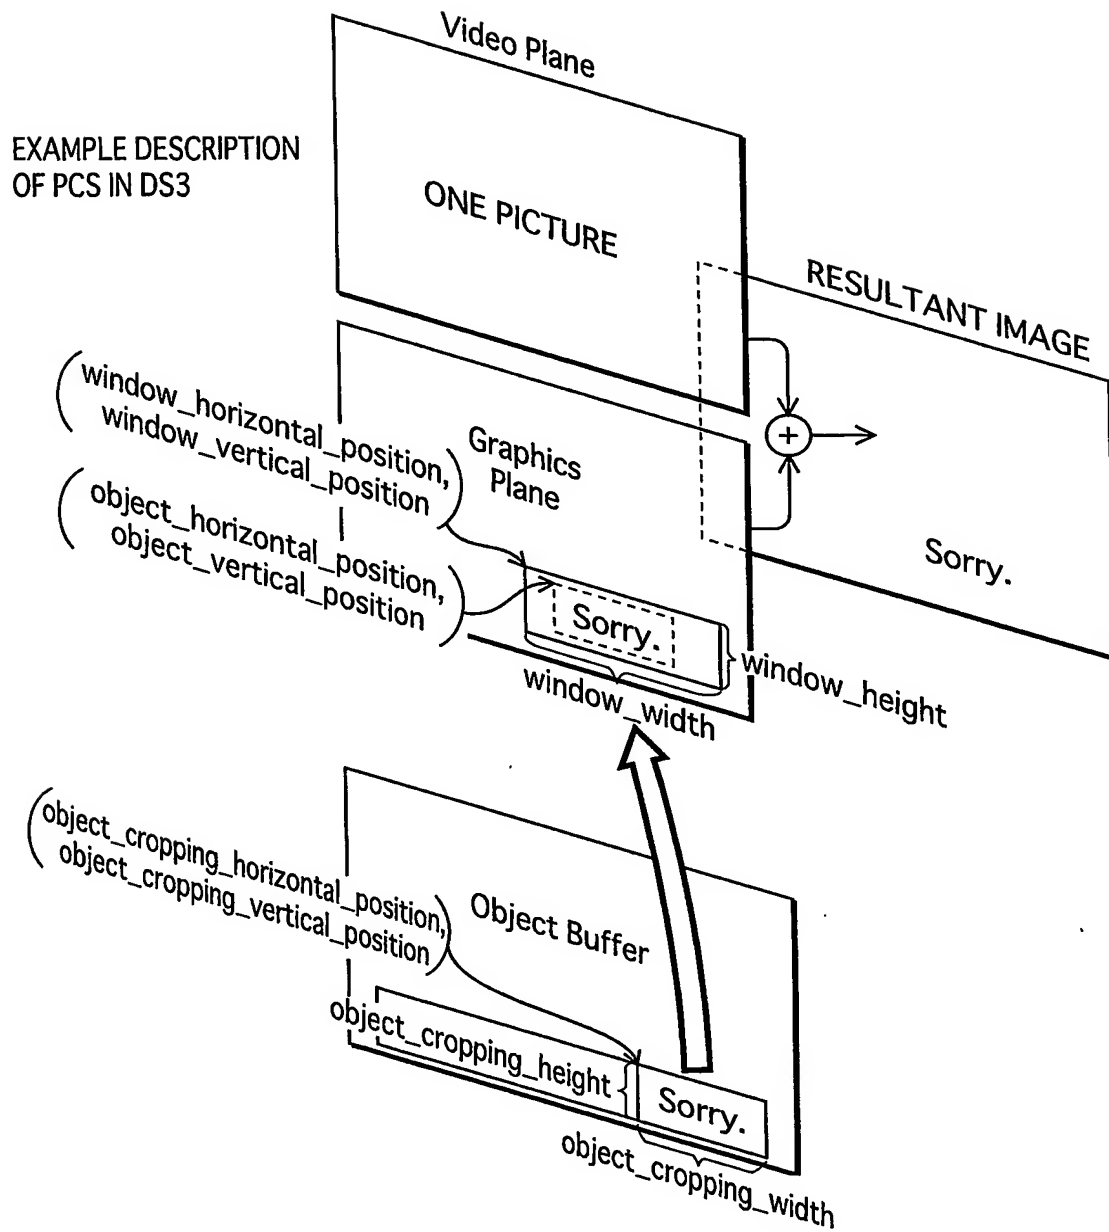 Video Plane
EXAMPLE DESCRIPTION
OF PCS IN DS3
ONE PICTURE
RESULTANT IMAGE
(window_horizontal_position,
window_vertical_position)
Graphics
Plane
+
(object_horizontal_position,
object_vertical_position)
Sorry.
Sorry.
window_height
window_width
(object_cropping_horizontal_position,
object_cropping_vertical_position)
Object Buffer
object_cropping_height
Sorry.
object_cropping_width